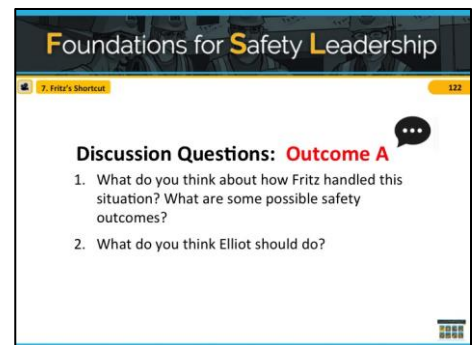 Foundations for Safety Leadership
7. Fritz's Shortcut
122
Discussion Questions: Outcome A
1. What do you think about how Fritz handled this
situation? What are some possible safety
outcomes?
2. What do you think Elliot should do?